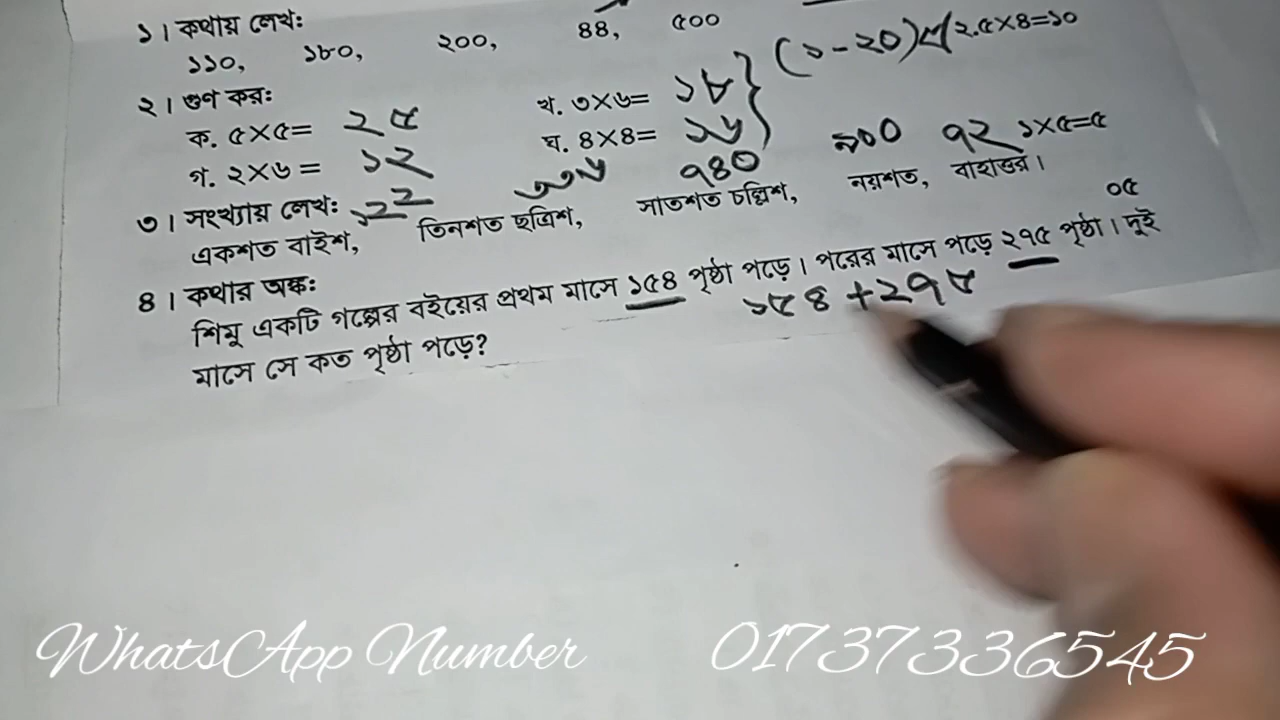 ১। কথায় লেখ:
১১০, ১৮০, ২০০, ৪৪, ৫০০
(১-২০) ২.৫×৪=১০
২। গুণ কর:
ক. ৫×৫= ২৫ খ. ৩×৬= ১৮
গ. ২×৬ = ১২ ঘ. ৪×৪= ১৬
১×৫=৫
৩। সংখ্যায় লেখ: ১২২ ৩৩৬ ৭৪০ ৯০০ ৭২
একশত বাইশ, তিনশত ছত্রিশ, সাতশত চল্লিশ, নয়শত, বাহাত্তর।
৪। কথার অঙ্ক: ০৫
শিমু একটি গল্পের বইয়ের প্রথম মাসে ১৫৪ পৃষ্ঠা পড়ে। পরের মাসে পড়ে ২৭৫ পৃষ্ঠা। দুই
মাসে সে কত পৃষ্ঠা পড়ে? ১৫৪+২৭৫
WhatsApp Number 01737336545